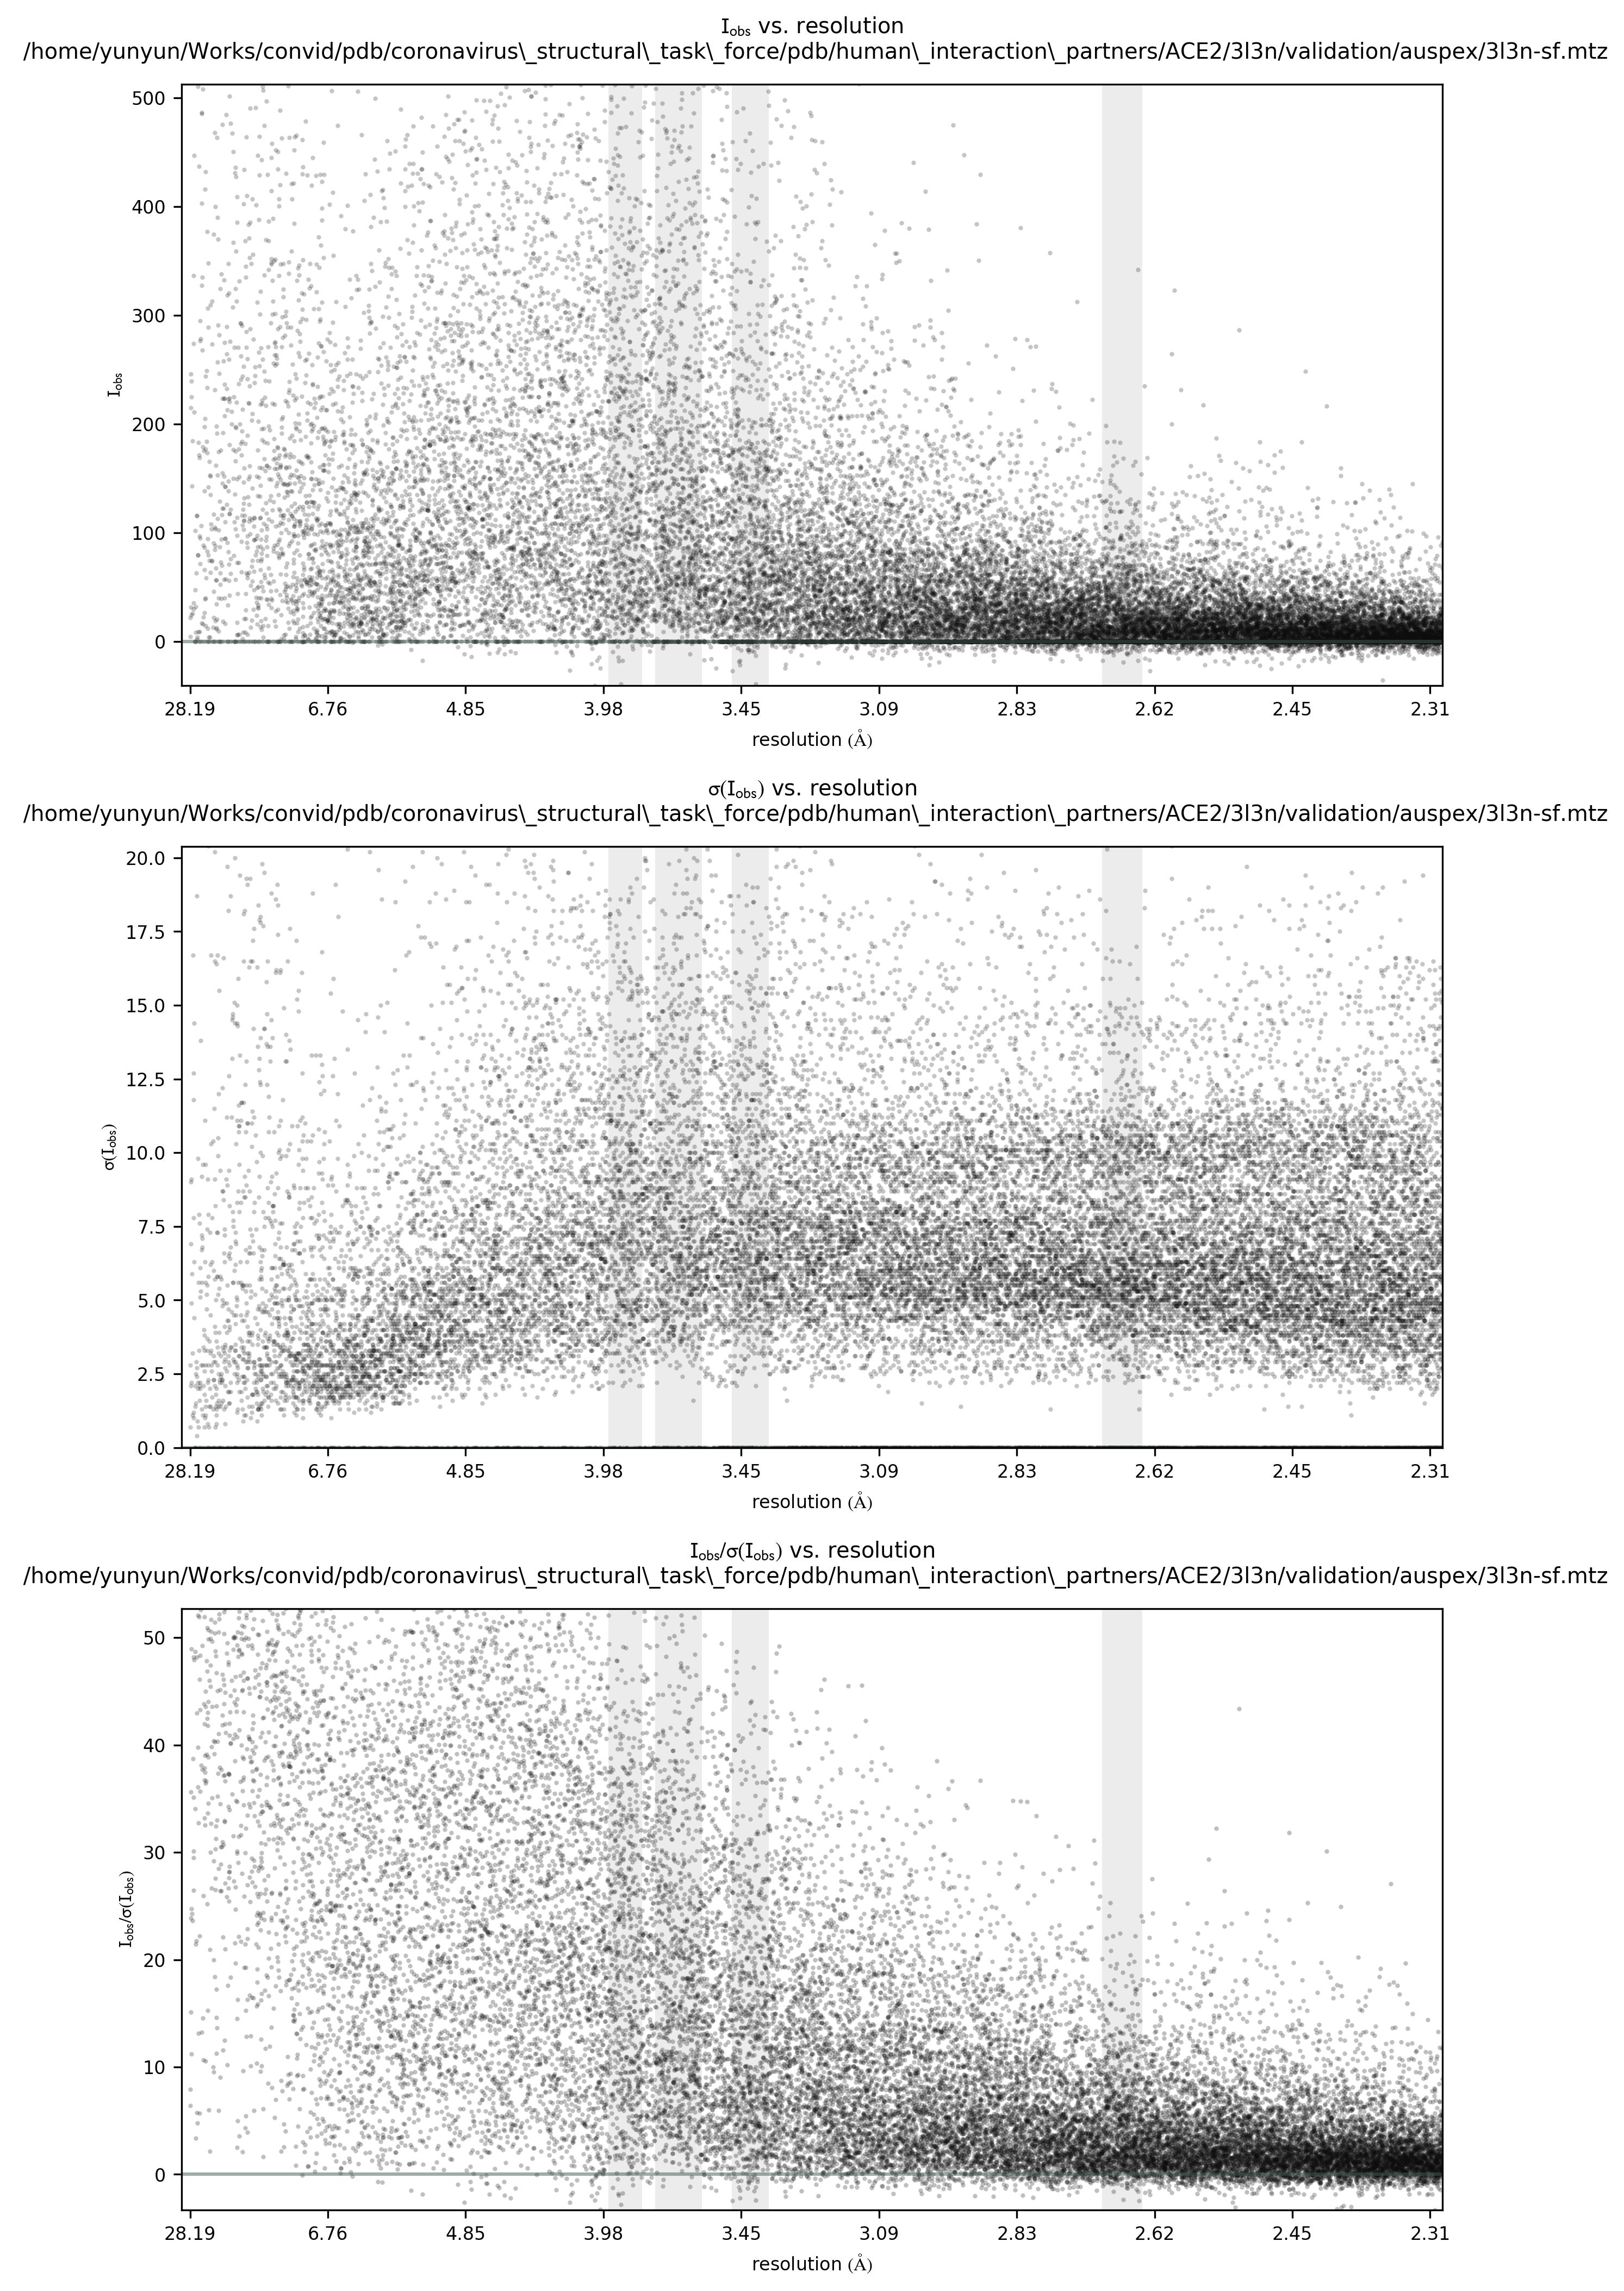 I_obs vs. resolution
/home/yunyun/Works/convid/pdb/coronavirus\_structural\_task\_force/pdb/human\_interaction\_partners/ACE2/3l3n/validation/auspex/3l3n-sf.mtz
500
400
300
200
100
0
I_obs
28.19 6.76 4.85 3.98 3.45 3.09 2.83 2.62 2.45 2.31
resolution (Å)
σ(I_obs) vs. resolution
/home/yunyun/Works/convid/pdb/coronavirus\_structural\_task\_force/pdb/human\_interaction\_partners/ACE2/3l3n/validation/auspex/3l3n-sf.mtz
20.0
17.5
15.0
12.5
10.0
7.5
5.0
2.5
0.0
σ(I_obs)
28.19 6.76 4.85 3.98 3.45 3.09 2.83 2.62 2.45 2.31
resolution (Å)
I_obs/σ(I_obs) vs. resolution
/home/yunyun/Works/convid/pdb/coronavirus\_structural\_task\_force/pdb/human\_interaction\_partners/ACE2/3l3n/validation/auspex/3l3n-sf.mtz
50
40
30
20
10
0
I_obs/σ(I_obs)
28.19 6.76 4.85 3.98 3.45 3.09 2.83 2.62 2.45 2.31
resolution (Å)